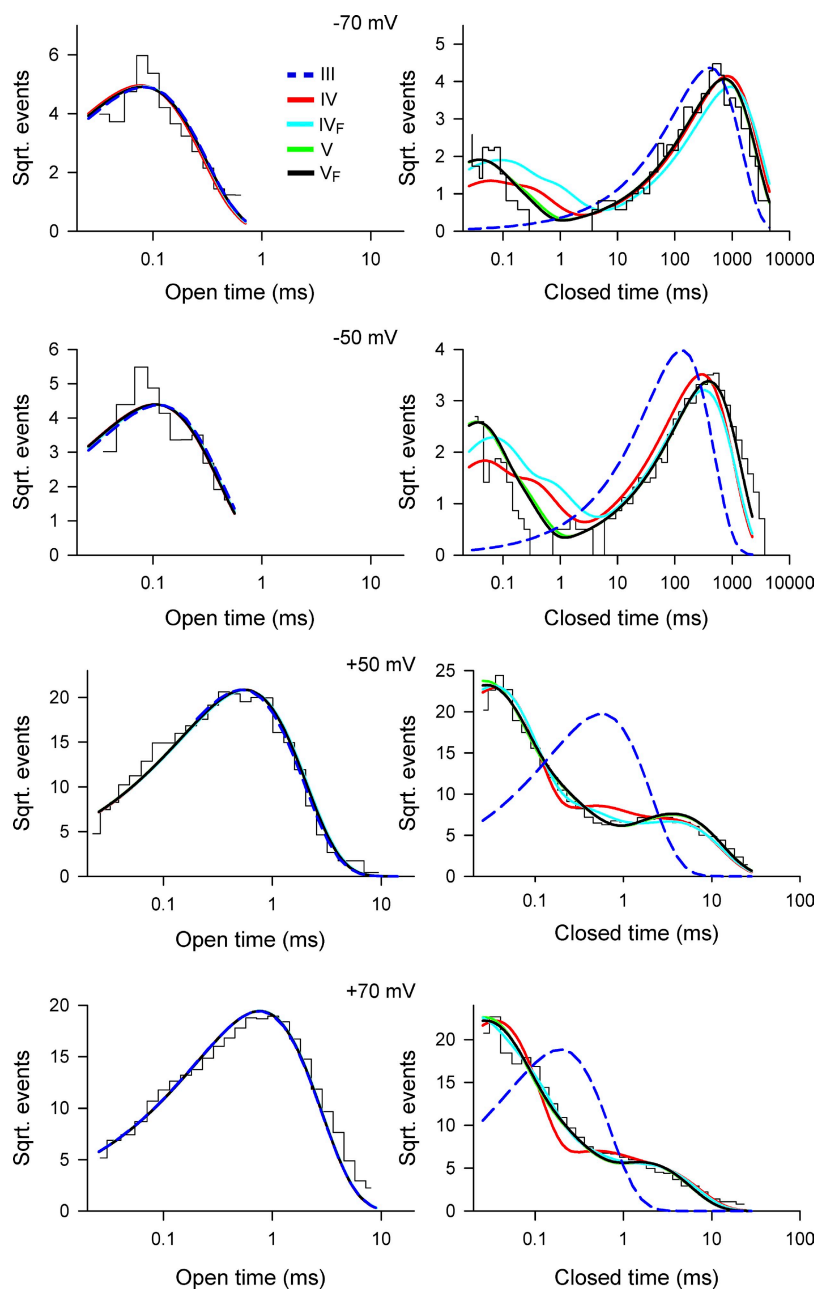 -70 mV
Sqrt. events
6
4
2
0
0.1 1 10
Open time (ms)
III
IV
IVF
V
VF
Sqrt. events
5
4
3
2
1
0
0.1 1 10 100 1000 10000
Closed time (ms)
-50 mV
Sqrt. events
6
5
4
3
2
1
0
0.1 1 10
Open time (ms)
Sqrt. events
4
3
2
1
0
0.1 1 10 100 1000 10000
Closed time (ms)
+50 mV
Sqrt. events
20
15
10
5
0
0.1 1 10
Open time (ms)
Sqrt. events
25
20
15
10
5
0
0.1 1 10 100
Closed time (ms)
+70 mV
Sqrt. events
20
15
10
5
0
0.1 1 10
Open time (ms)
Sqrt. events
20
15
10
5
0
0.1 1 10 100
Closed time (ms)